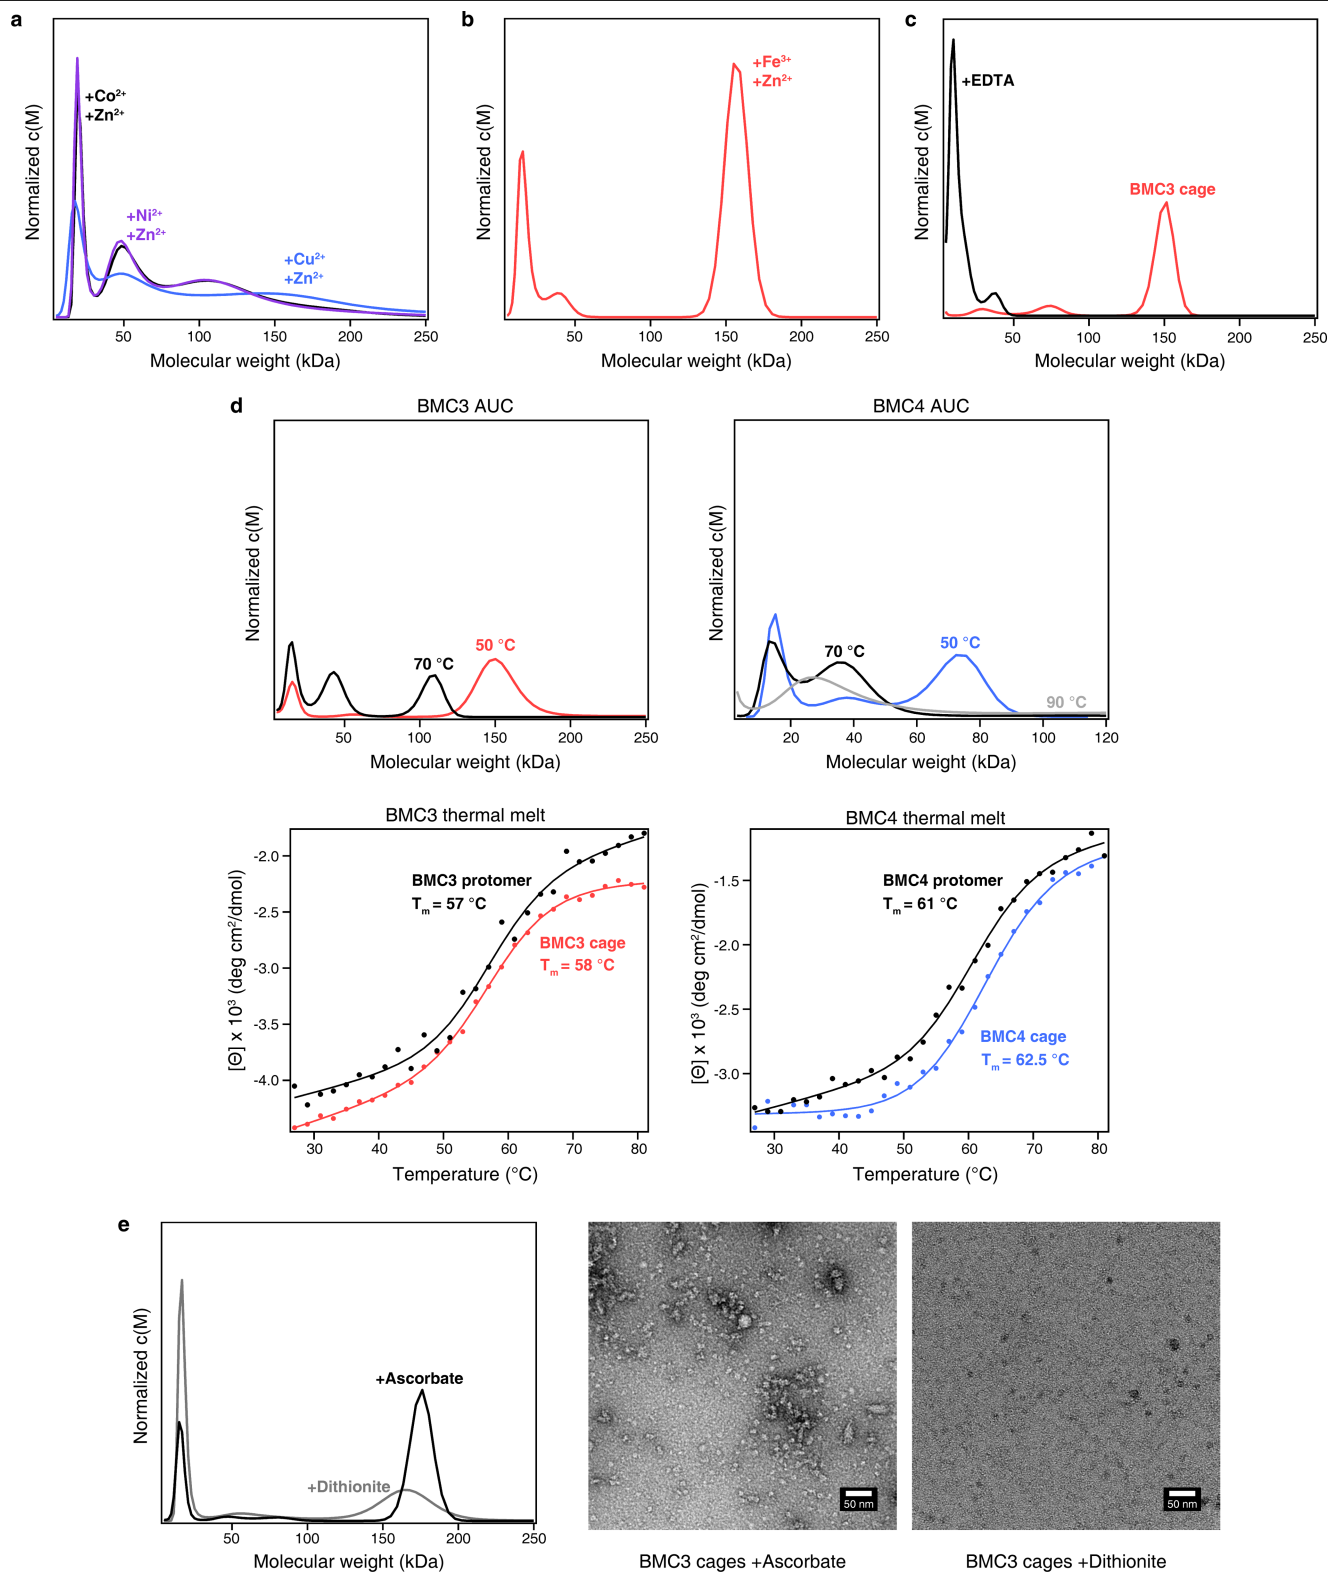 a
+Co²⁺
+Zn²⁺
+Ni²⁺
+Zn²⁺
+Cu²⁺
+Zn²⁺
Normalized c(M)
50 100 150 200 250
Molecular weight (kDa)
b
+Fe³⁺
+Zn²⁺
Normalized c(M)
50 100 150 200 250
Molecular weight (kDa)
c
+EDTA
BMC3 cage
Normalized c(M)
50 100 150 200 250
Molecular weight (kDa)
d
BMC3 AUC
50 °C
70 °C
Normalized c(M)
50 100 150 200 250
Molecular weight (kDa)
BMC4 AUC
70 °C
50 °C
90 °C
Normalized c(M)
20 40 60 80 100 120
Molecular weight (kDa)
BMC3 thermal melt
-2.0
-2.5
-3.0
-3.5
-4.0
[Θ] x 10³ (deg cm²/dmol)
BMC3 protomer
Tm = 57 °C
BMC3 cage
Tm = 58 °C
30 40 50 60 70 80
Temperature (°C)
BMC4 thermal melt
-1.5
-2.0
-2.5
-3.0
[Θ] x 10³ (deg cm²/dmol)
BMC4 protomer
Tm = 61 °C
BMC4 cage
Tm = 62.5 °C
30 40 50 60 70 80
Temperature (°C)
e
+Ascorbate
+Dithionite
Normalized c(M)
50 100 150 200 250
Molecular weight (kDa)
50 nm
BMC3 cages +Ascorbate
50 nm
BMC3 cages +Dithionite